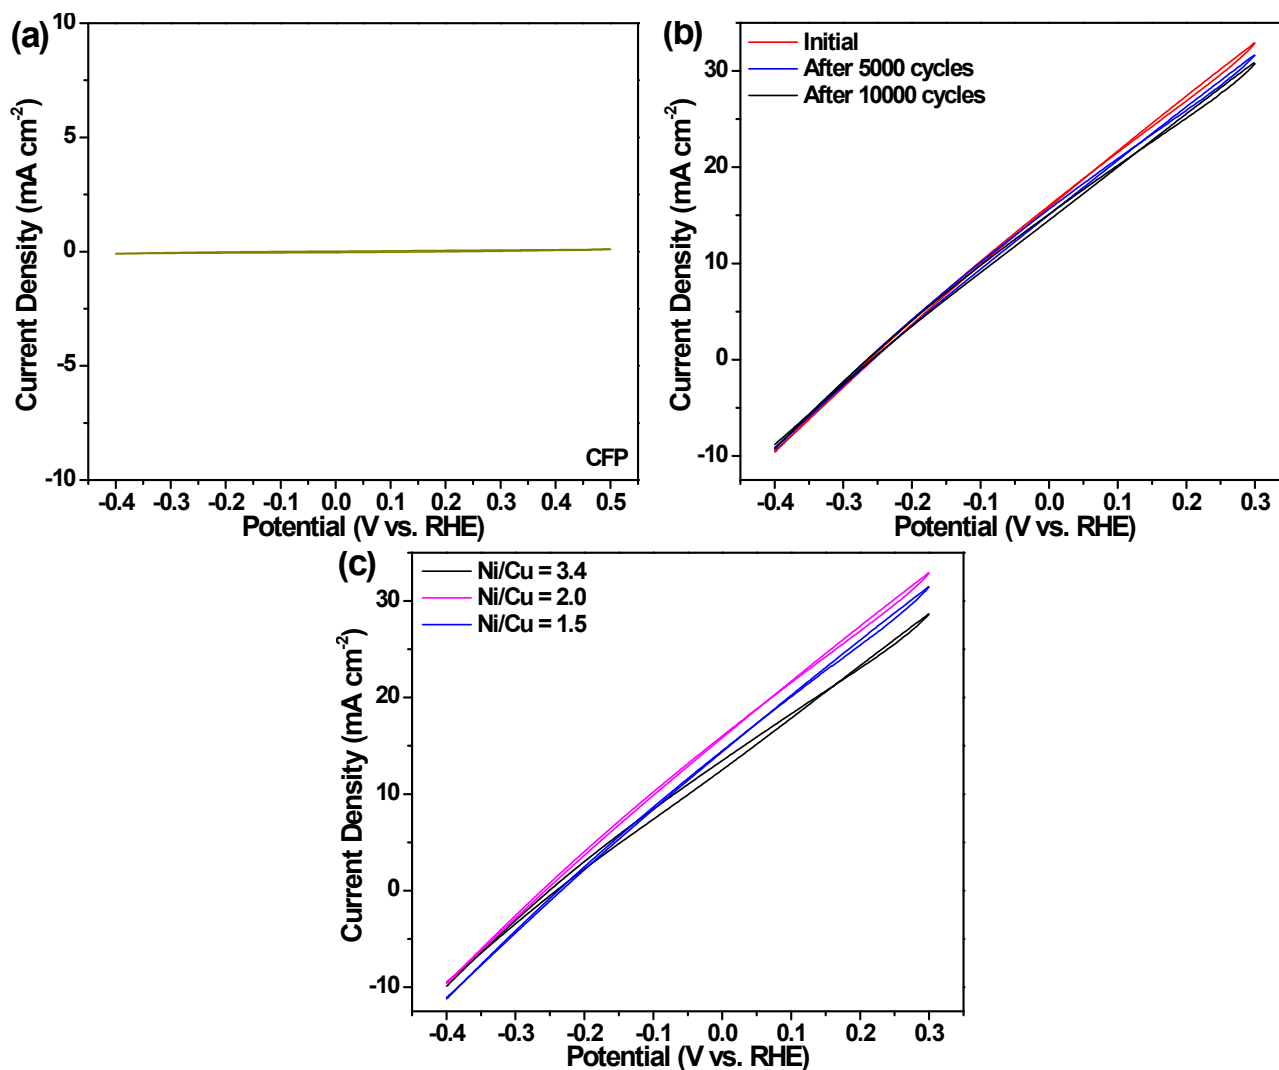 (a)
10
5
0
-5
-10
Current Density (mA cm-2)
CFP
-0.4 -0.3 -0.2 -0.1 0.0 0.1 0.2 0.3 0.4 0.5
Potential (V vs. RHE)
(b)
Initial
After 5000 cycles
After 10000 cycles
30
20
10
0
-10
Current Density (mA cm-2)
-0.4 -0.3 -0.2 -0.1 0.0 0.1 0.2 0.3
Potential (V vs. RHE)
(c)
Ni/Cu = 3.4
Ni/Cu = 2.0
Ni/Cu = 1.5
30
20
10
0
-10
Current Density (mA cm-2)
-0.4 -0.3 -0.2 -0.1 0.0 0.1 0.2 0.3
Potential (V vs. RHE)